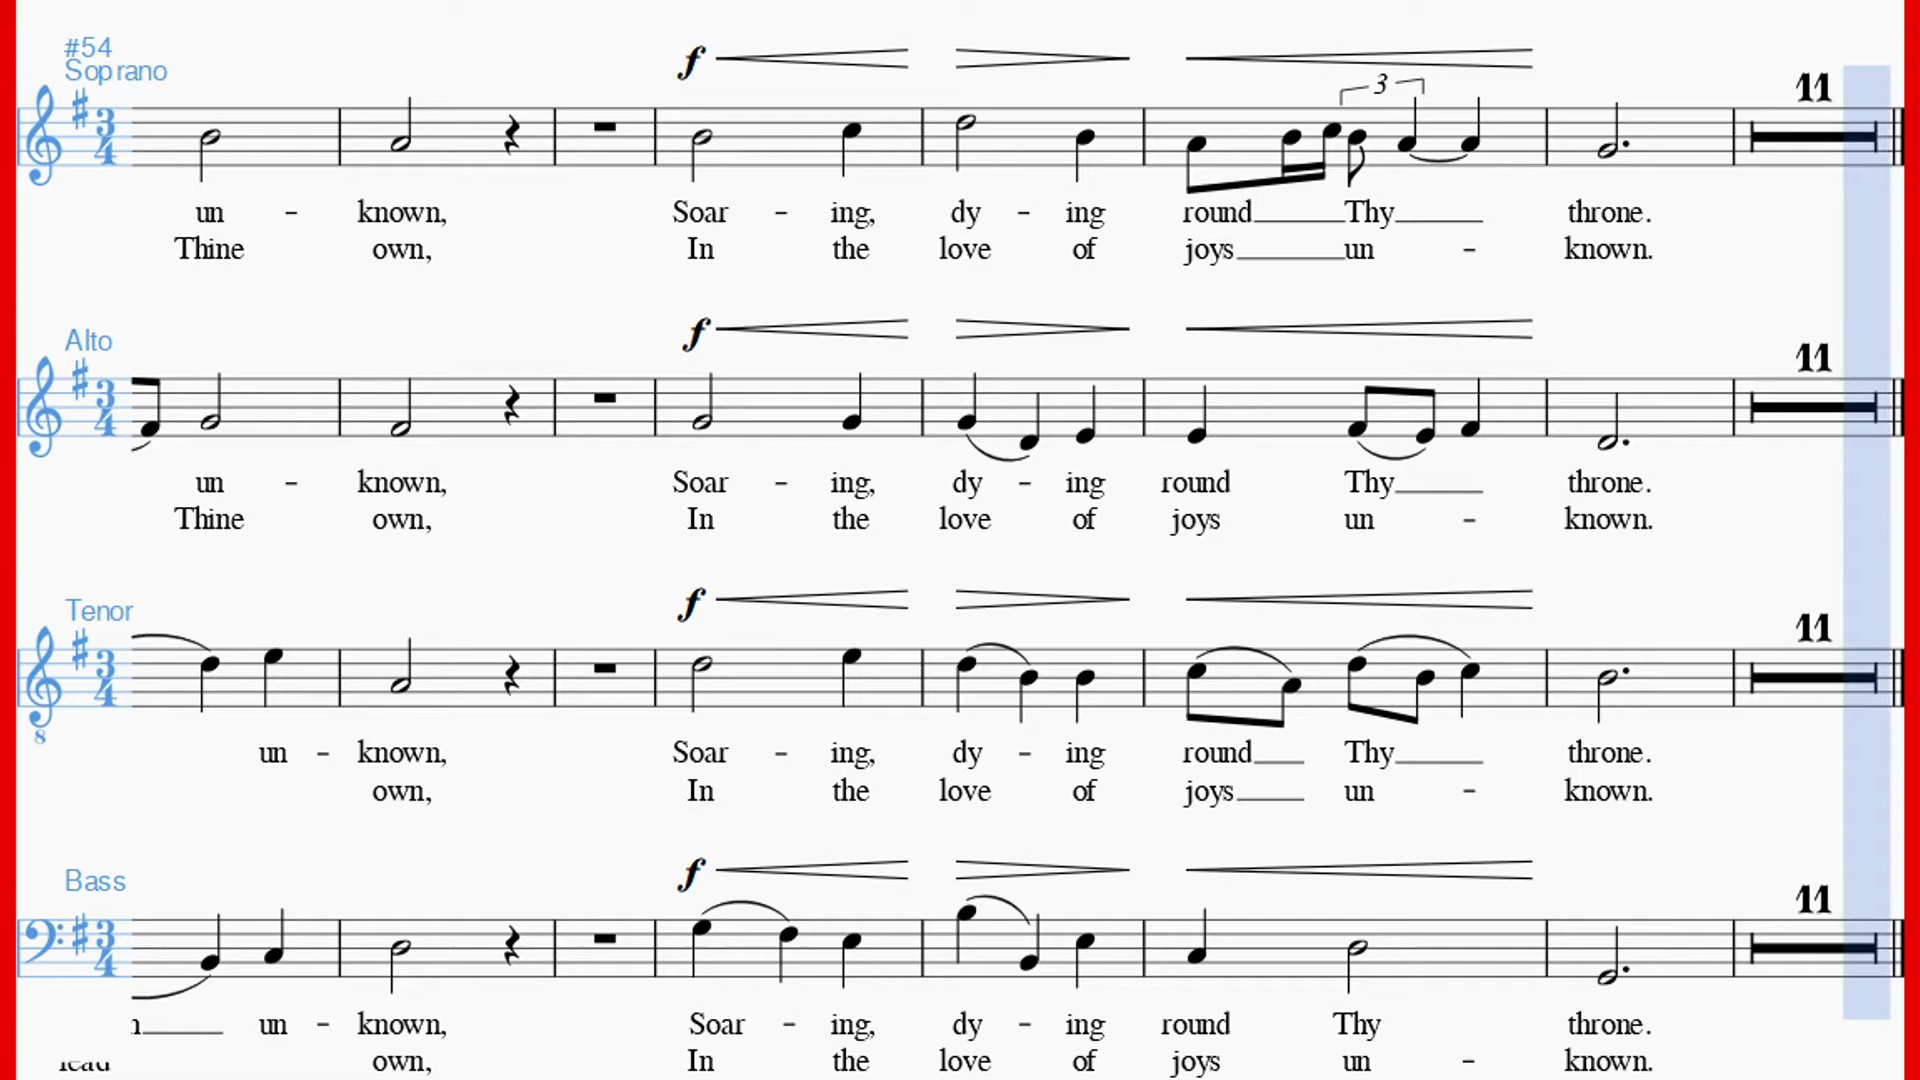 #54
Soprano
f
3
11
un - known, Soar - ing, dy - ing round Thy throne.
Thine own, In the love of joys un - known.
Alto
f
11
un - known, Soar - ing, dy - ing round Thy throne.
Thine own, In the love of joys un - known.
Tenor
f
11
8
un - known, Soar - ing, dy - ing round Thy throne.
own, In the love of joys un - known.
Bass
f
11
un - known, Soar - ing, dy - ing round Thy throne.
own, In the love of joys un - known.